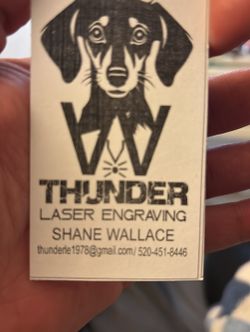 THUNDER
LASER ENGRAVING
SHANE WALLACE
thunderle1978@gmail.com/ 520-451-8446